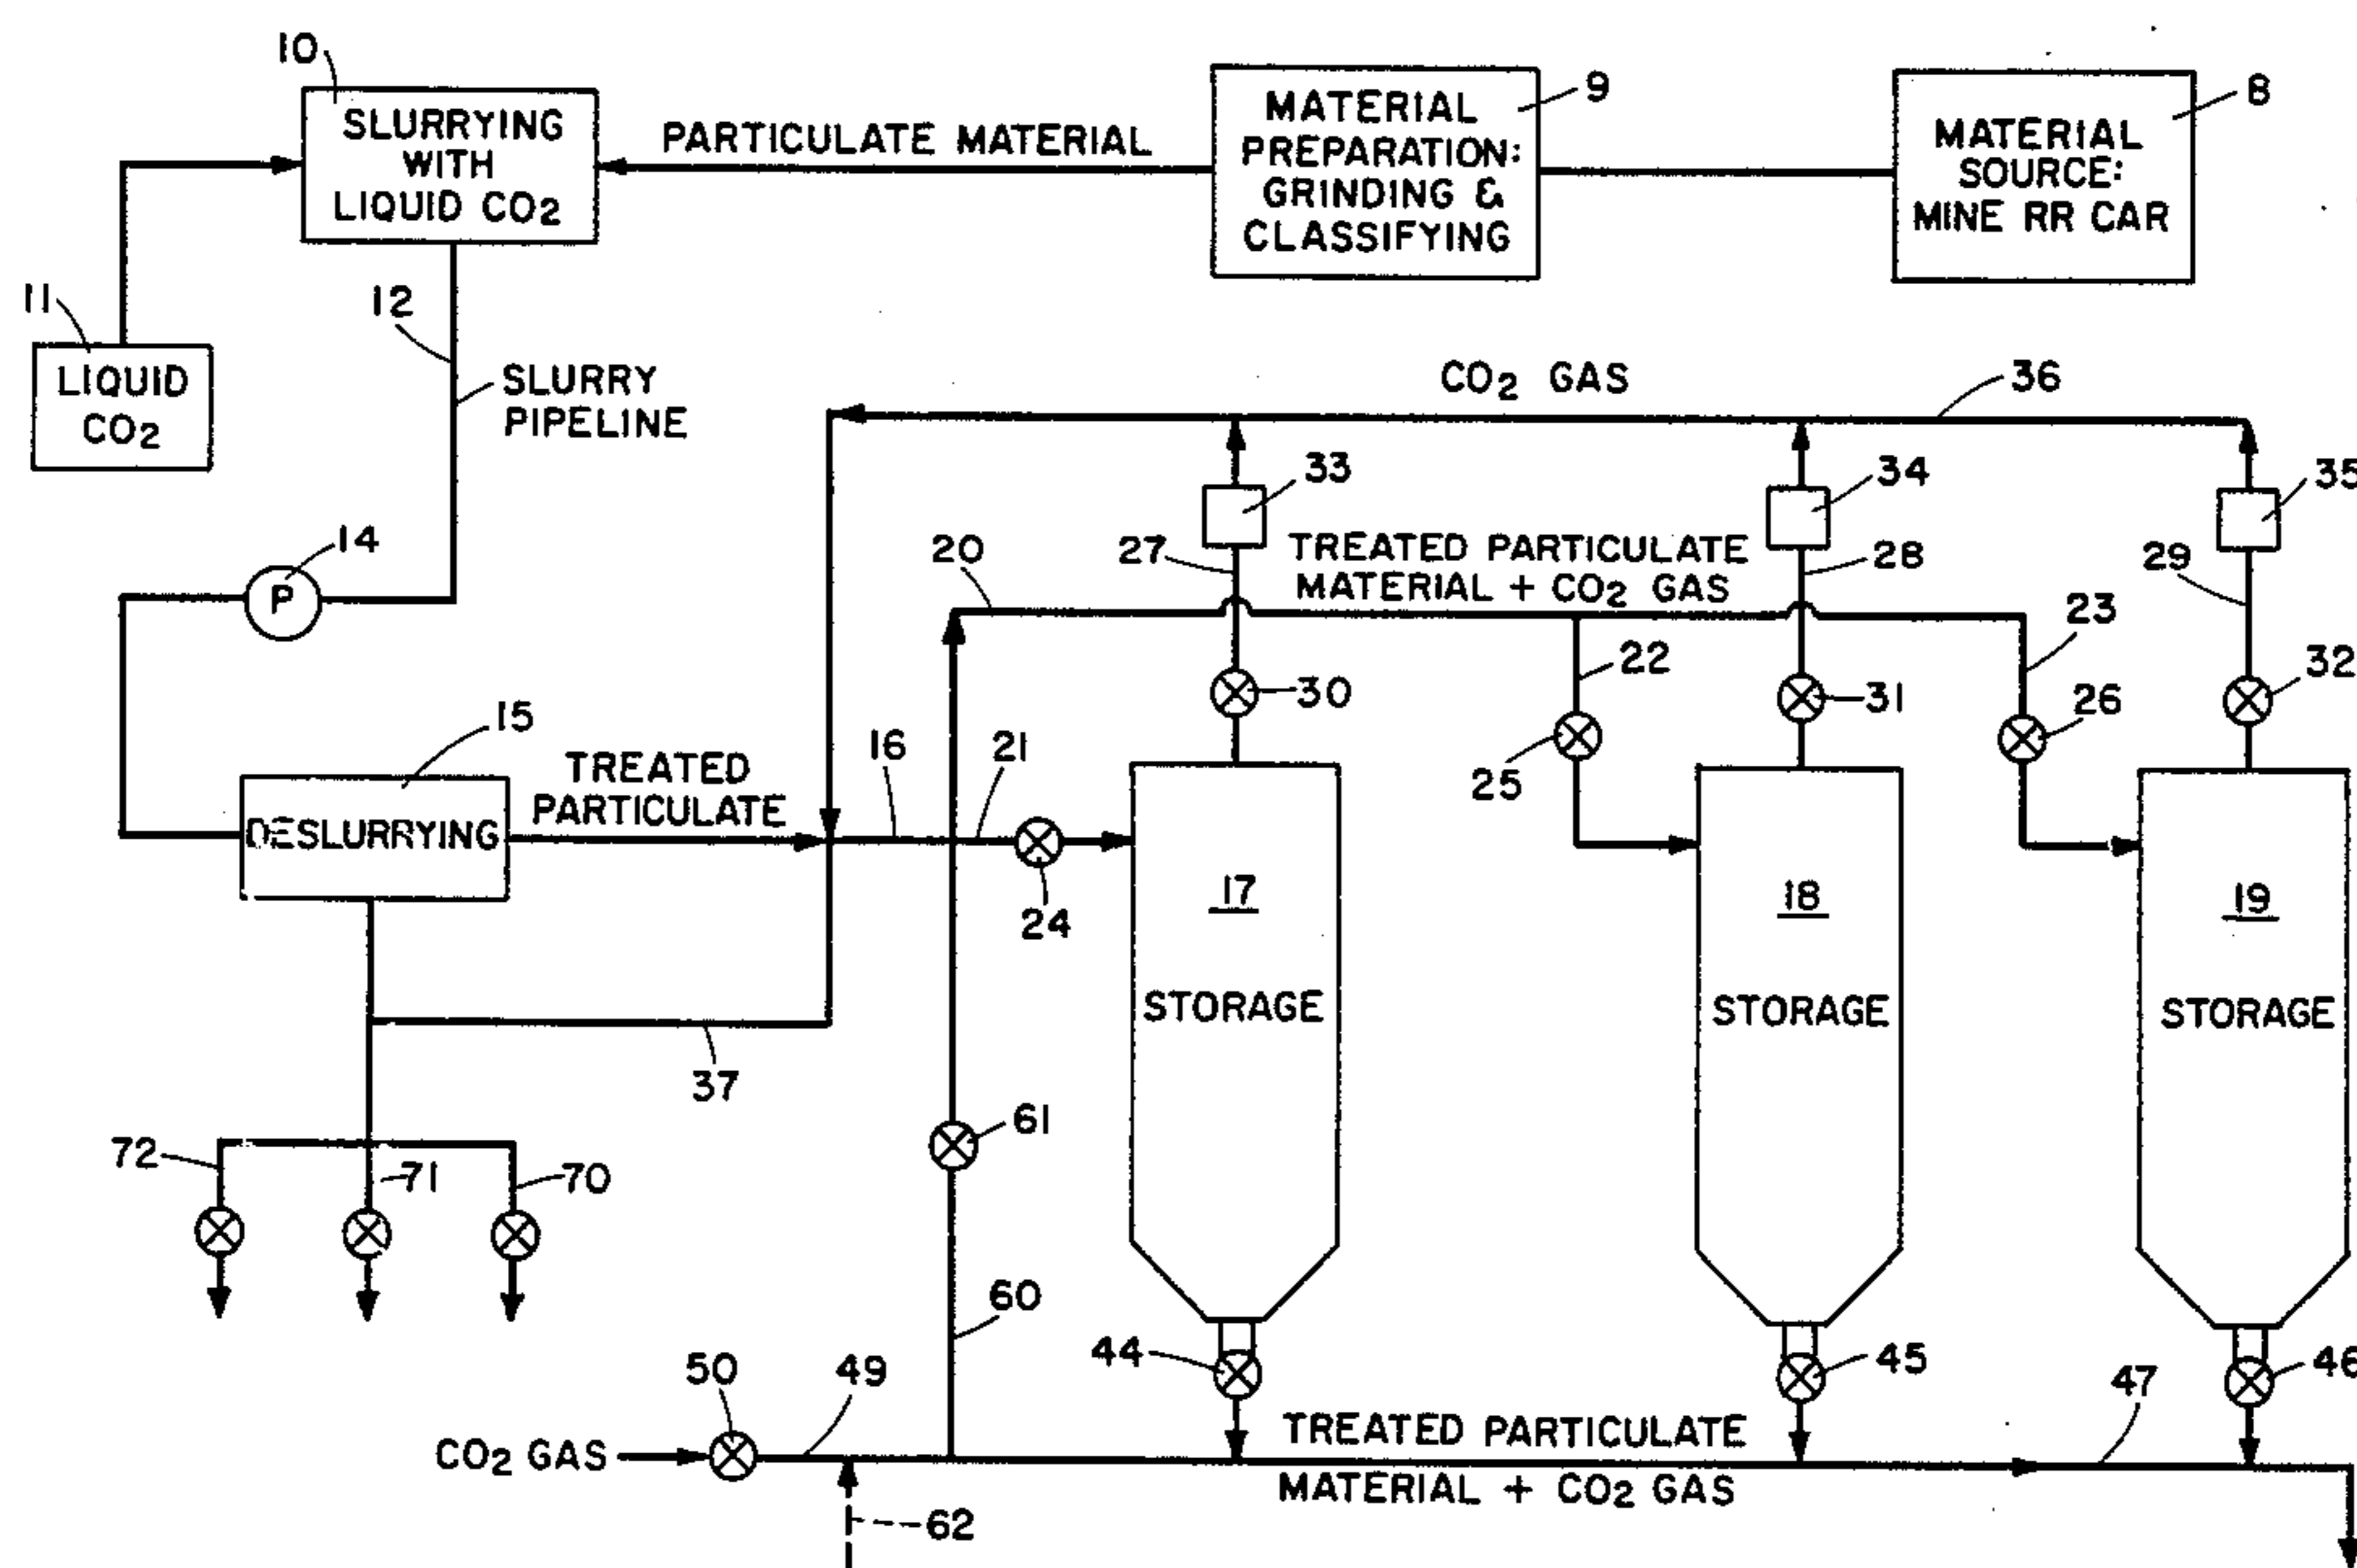 10
SLURRYING
WITH
LIQUID CO2
PARTICULATE MATERIAL
MATERIAL
PREPARATION:
GRINDING &
CLASSIFYING
9
MATERIAL
SOURCE:
MINE RR CAR
8
11
LIQUID
CO2
12
SLURRY
PIPELINE
CO2 GAS
36
33
34
35
14
P
20
27
TREATED PARTICULATE
MATERIAL + CO2 GAS
28
29
23
22
30
31
26
32
25
15
DESLURRYING
TREATED
PARTICULATE
16
21
24
17
STORAGE
18
STORAGE
19
STORAGE
37
61
72
71
70
60
44
45
46
50
49
47
CO2 GAS
TREATED PARTICULATE
MATERIAL + CO2 GAS
62